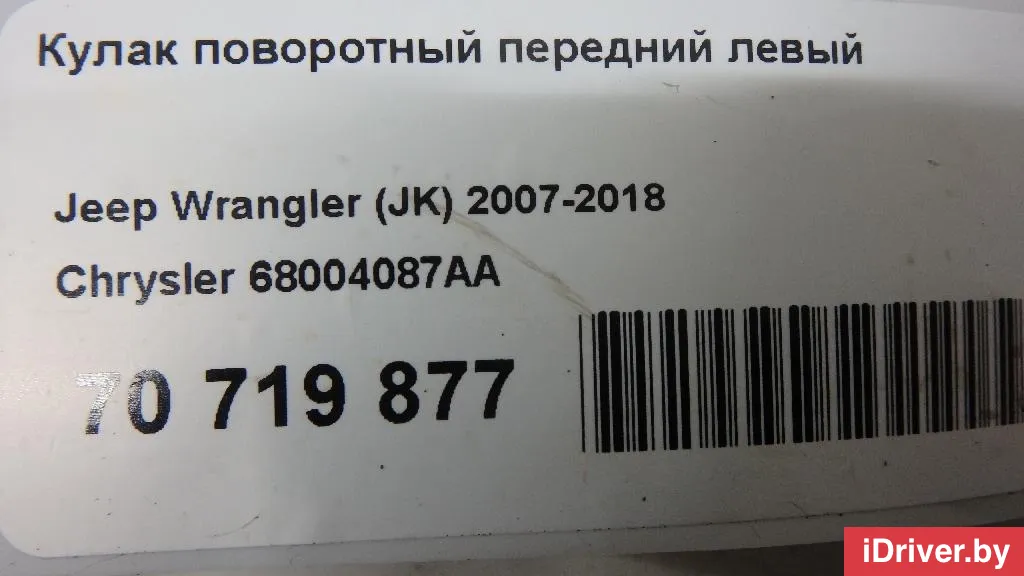 Кулак поворотный передний левый
Jeep Wrangler (JK) 2007-2018
Chrysler 68004087AA
70 719 877
iDriver.by